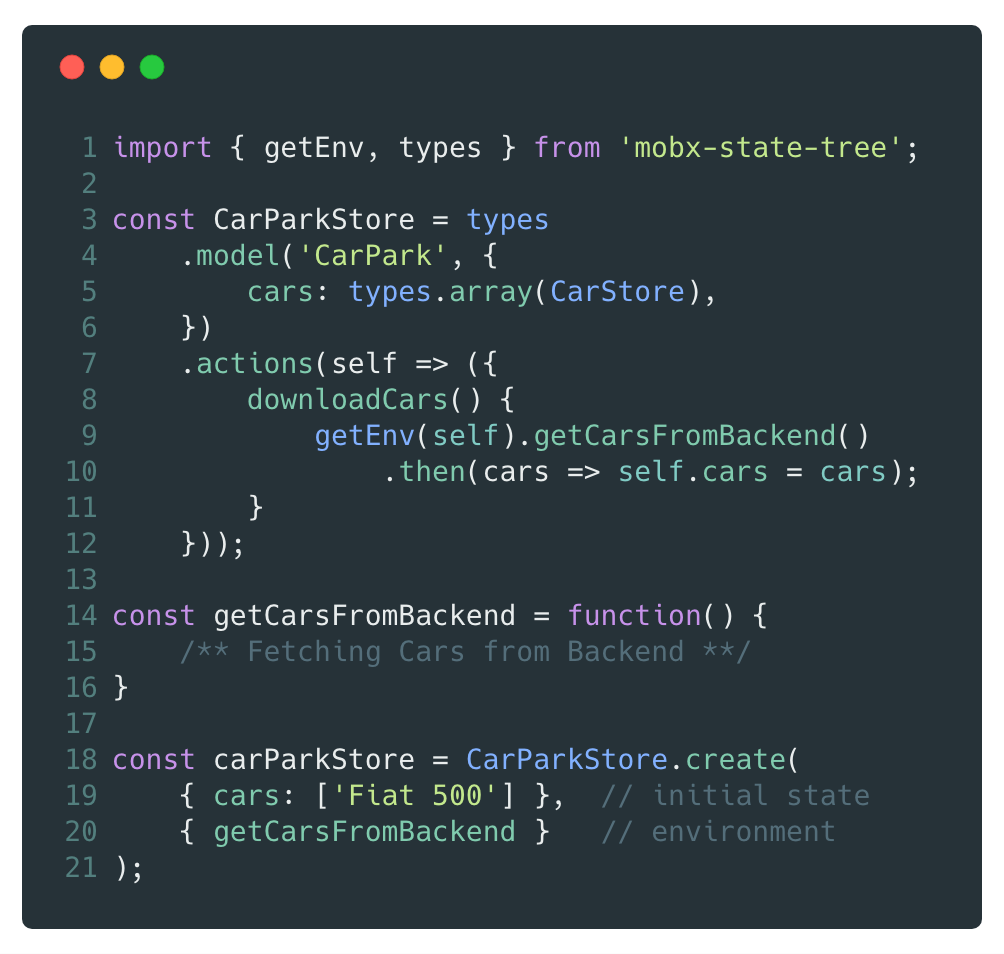 1 import { getEnv, types } from 'mobx-state-tree';
2
3 const CarParkStore = types
4     .model('CarPark', {
5         cars: types.array(CarStore),
6     })
7     .actions(self => ({
8         downloadCars() {
9             getEnv(self).getCarsFromBackend()
10                 .then(cars => self.cars = cars);
11         }
12     }));
13
14 const getCarsFromBackend = function() {
15     /** Fetching Cars from Backend **/
16 }
17
18 const carParkStore = CarParkStore.create(
19     { cars: ['Fiat 500'] },  // initial state
20     { getCarsFromBackend }   // environment
21 );